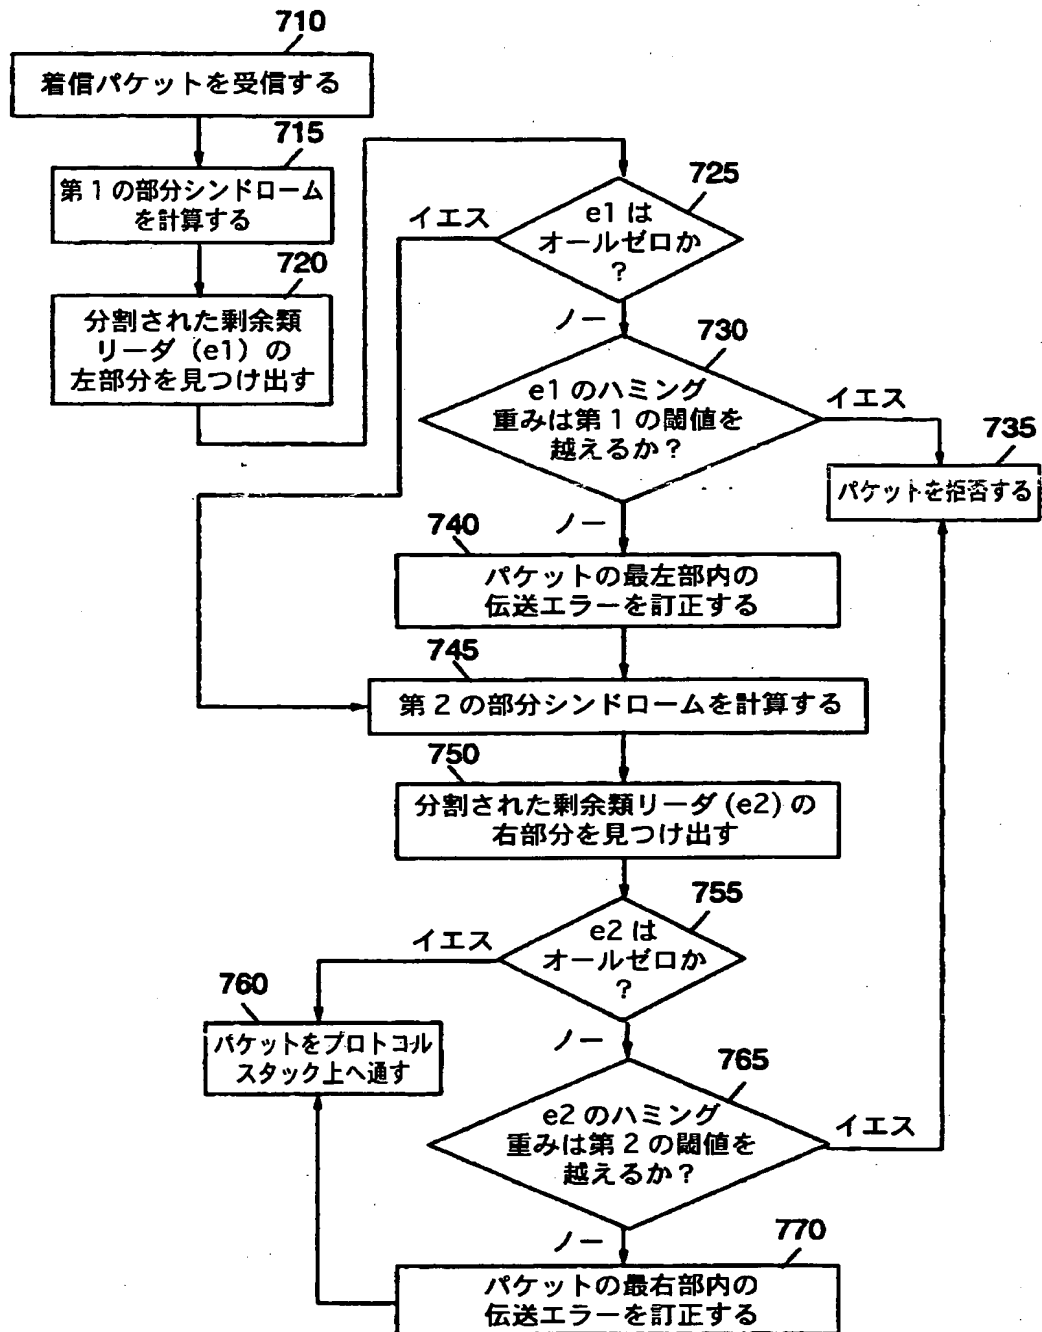 710
着信パケットを受信する
715
第1の部分シンドローム
を計算する
720
分割された剰余類
リーダ（e1）の
左部分を見つけ出す
725
e1は
オールゼロか
？
イエス
ノー
730
e1のハミング
重みは第1の閾値を
越えるか？
イエス
735
パケットを拒否する
ノー
740
パケットの最左部内の
伝送エラーを訂正する
745
第2の部分シンドロームを計算する
750
分割された剰余類リーダ(e2)の
右部分を見つけ出す
755
e2は
オールゼロか
？
イエス
760
パケットをプロトコル
スタック上へ通す
ノー
765
e2のハミング
重みは第2の閾値を
越えるか？
イエス
ノー
770
パケットの最右部内の
伝送エラーを訂正する